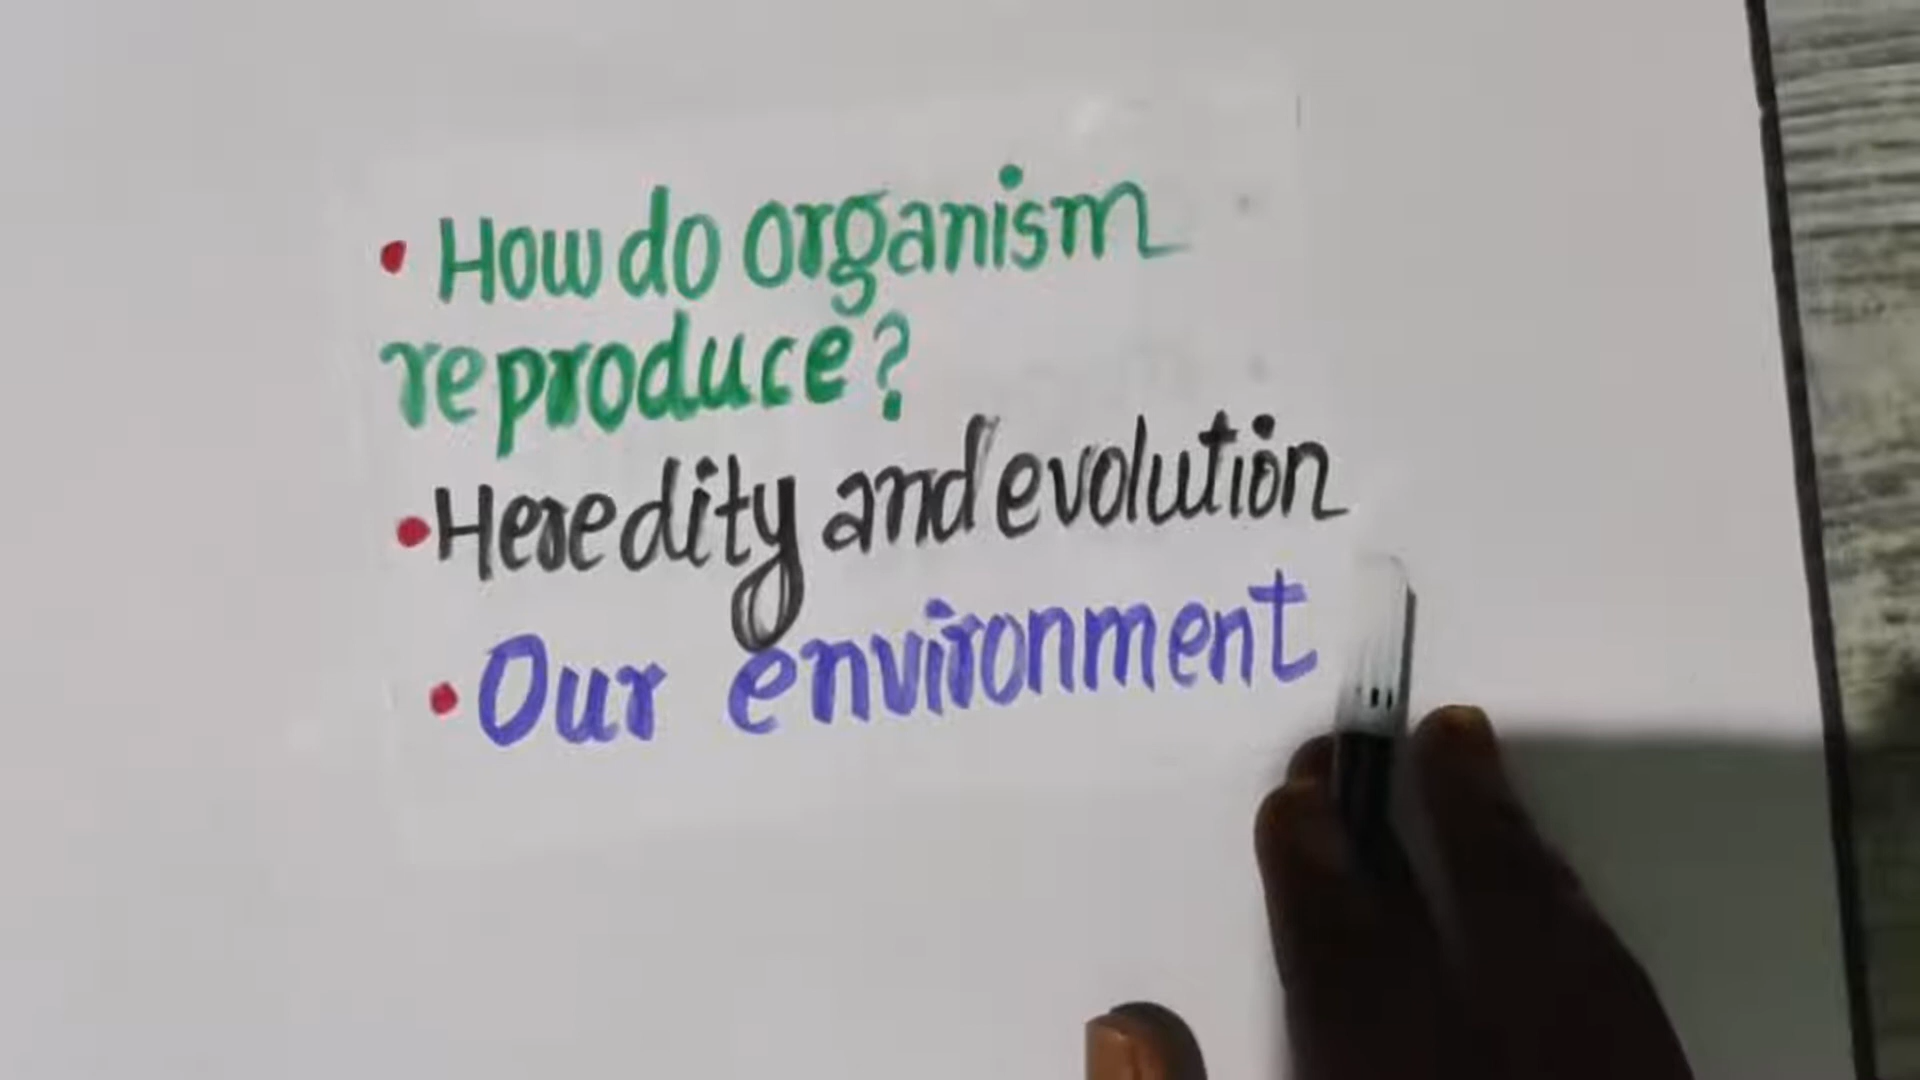 • How do organism
reproduce?
• Heredity and evolution
• Our environment